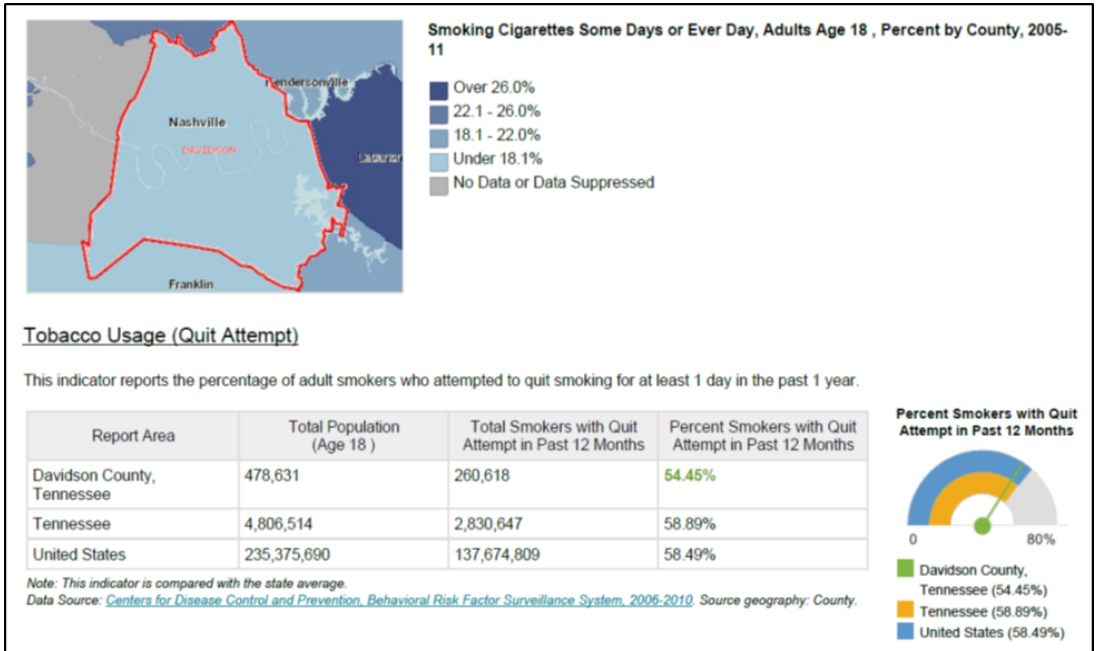 Smoking Cigarettes Some Days or Ever Day, Adults Age 18 , Percent by County, 2005-
11
Over 26.0%
22.1 - 26.0%
18.1 - 22.0%
Under 18.1%
No Data or Data Suppressed
Hendersonville
Nashville
DAVIDSON
Lebanon
Franklin
Tobacco Usage (Quit Attempt)
This indicator reports the percentage of adult smokers who attempted to quit smoking for at least 1 day in the past 1 year.
Report Area
Total Population
(Age 18 )
Total Smokers with Quit
Attempt in Past 12 Months
Percent Smokers with Quit
Attempt in Past 12 Months
Davidson County,
Tennessee
478,631
260,618
54.45%
Tennessee
4,806,514
2,830,647
58.89%
United States
235,375,690
137,674,809
58.49%
Note: This indicator is compared with the state average.
Data Source: Centers for Disease Control and Prevention, Behavioral Risk Factor Surveillance System, 2006-2010. Source geography: County.
Percent Smokers with Quit
Attempt in Past 12 Months
0
80%
Davidson County,
Tennessee (54.45%)
Tennessee (58.89%)
United States (58.49%)